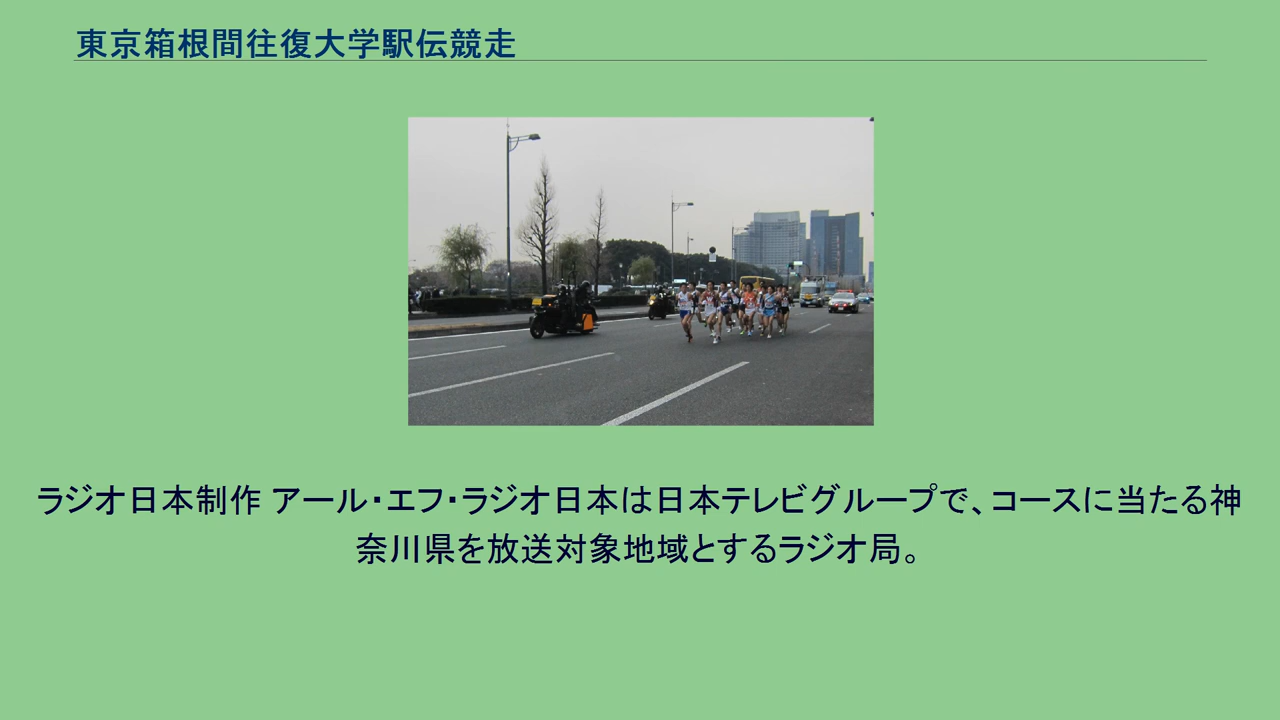 東京箱根間往復大学駅伝競走
ラジオ日本制作 アール・エフ・ラジオ日本は日本テレビグループで、コースに当たる神
奈川県を放送対象地域とするラジオ局。